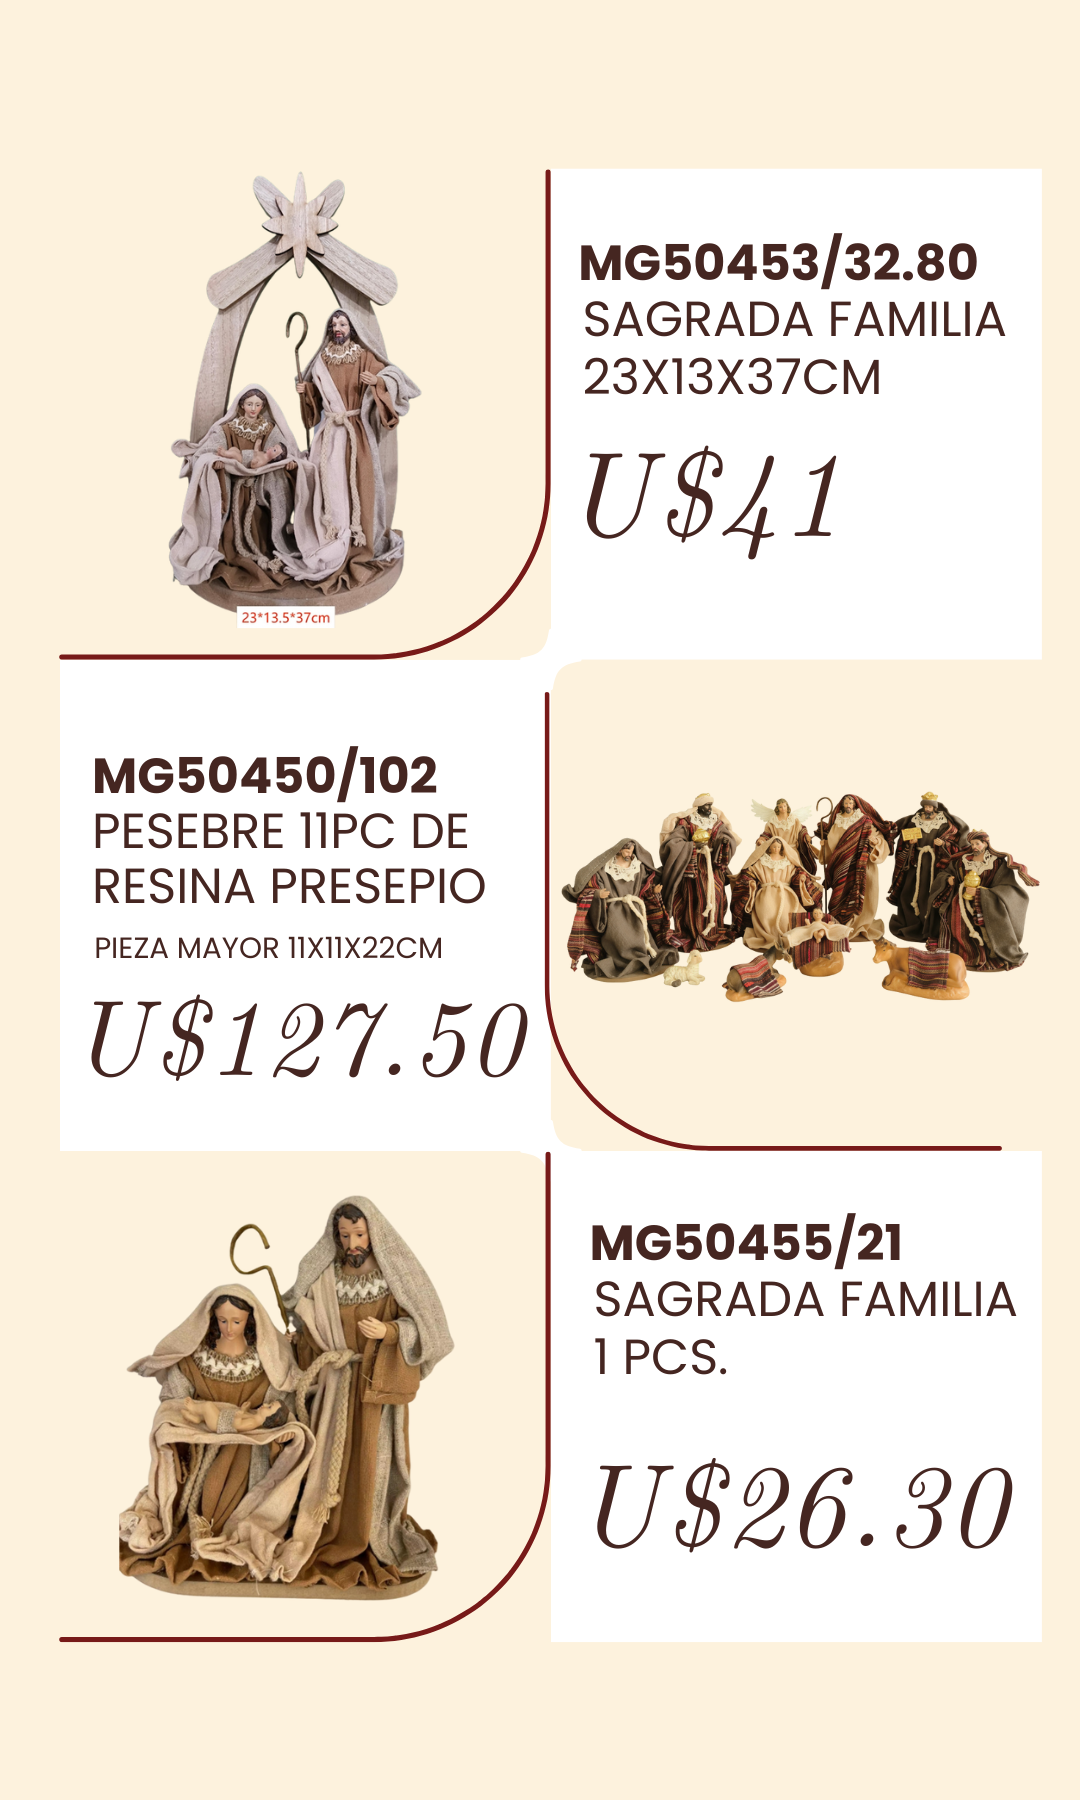 MG50453/32.80
SAGRADA FAMILIA
23X13X37CM
U$41
23*13.5*37cm
MG50450/102
PESEBRE 11PC DE
RESINA PRESEPIO
PIEZA MAYOR 11X11X22CM
U$127.50
MG50455/21
SAGRADA FAMILIA
1 PCS.
U$26.30